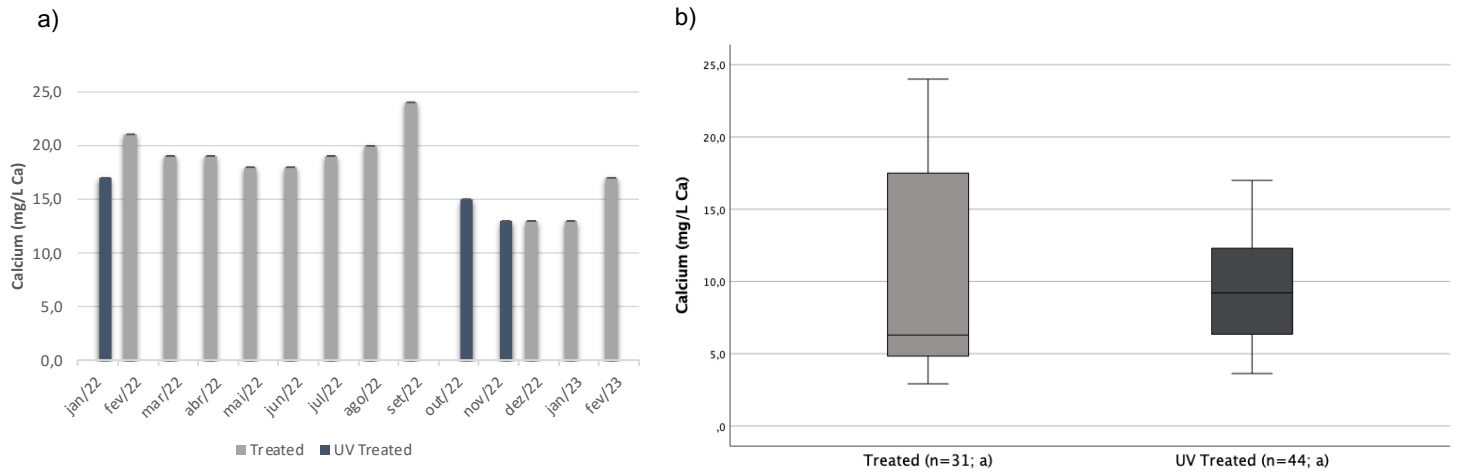 a)
Calcium (mg/L Ca)
25,0
20,0
15,0
10,0
5,0
0,0
jan/22
fev/22
mar/22
abr/22
mai/22
jun/22
jul/22
ago/22
set/22
out/22
nov/22
dez/22
jan/23
fev/23
Treated
UV Treated
b)
Calcium (mg/L Ca)
25,0
20,0
15,0
10,0
5,0
,0
Treated (n=31; a)
UV Treated (n=44; a)